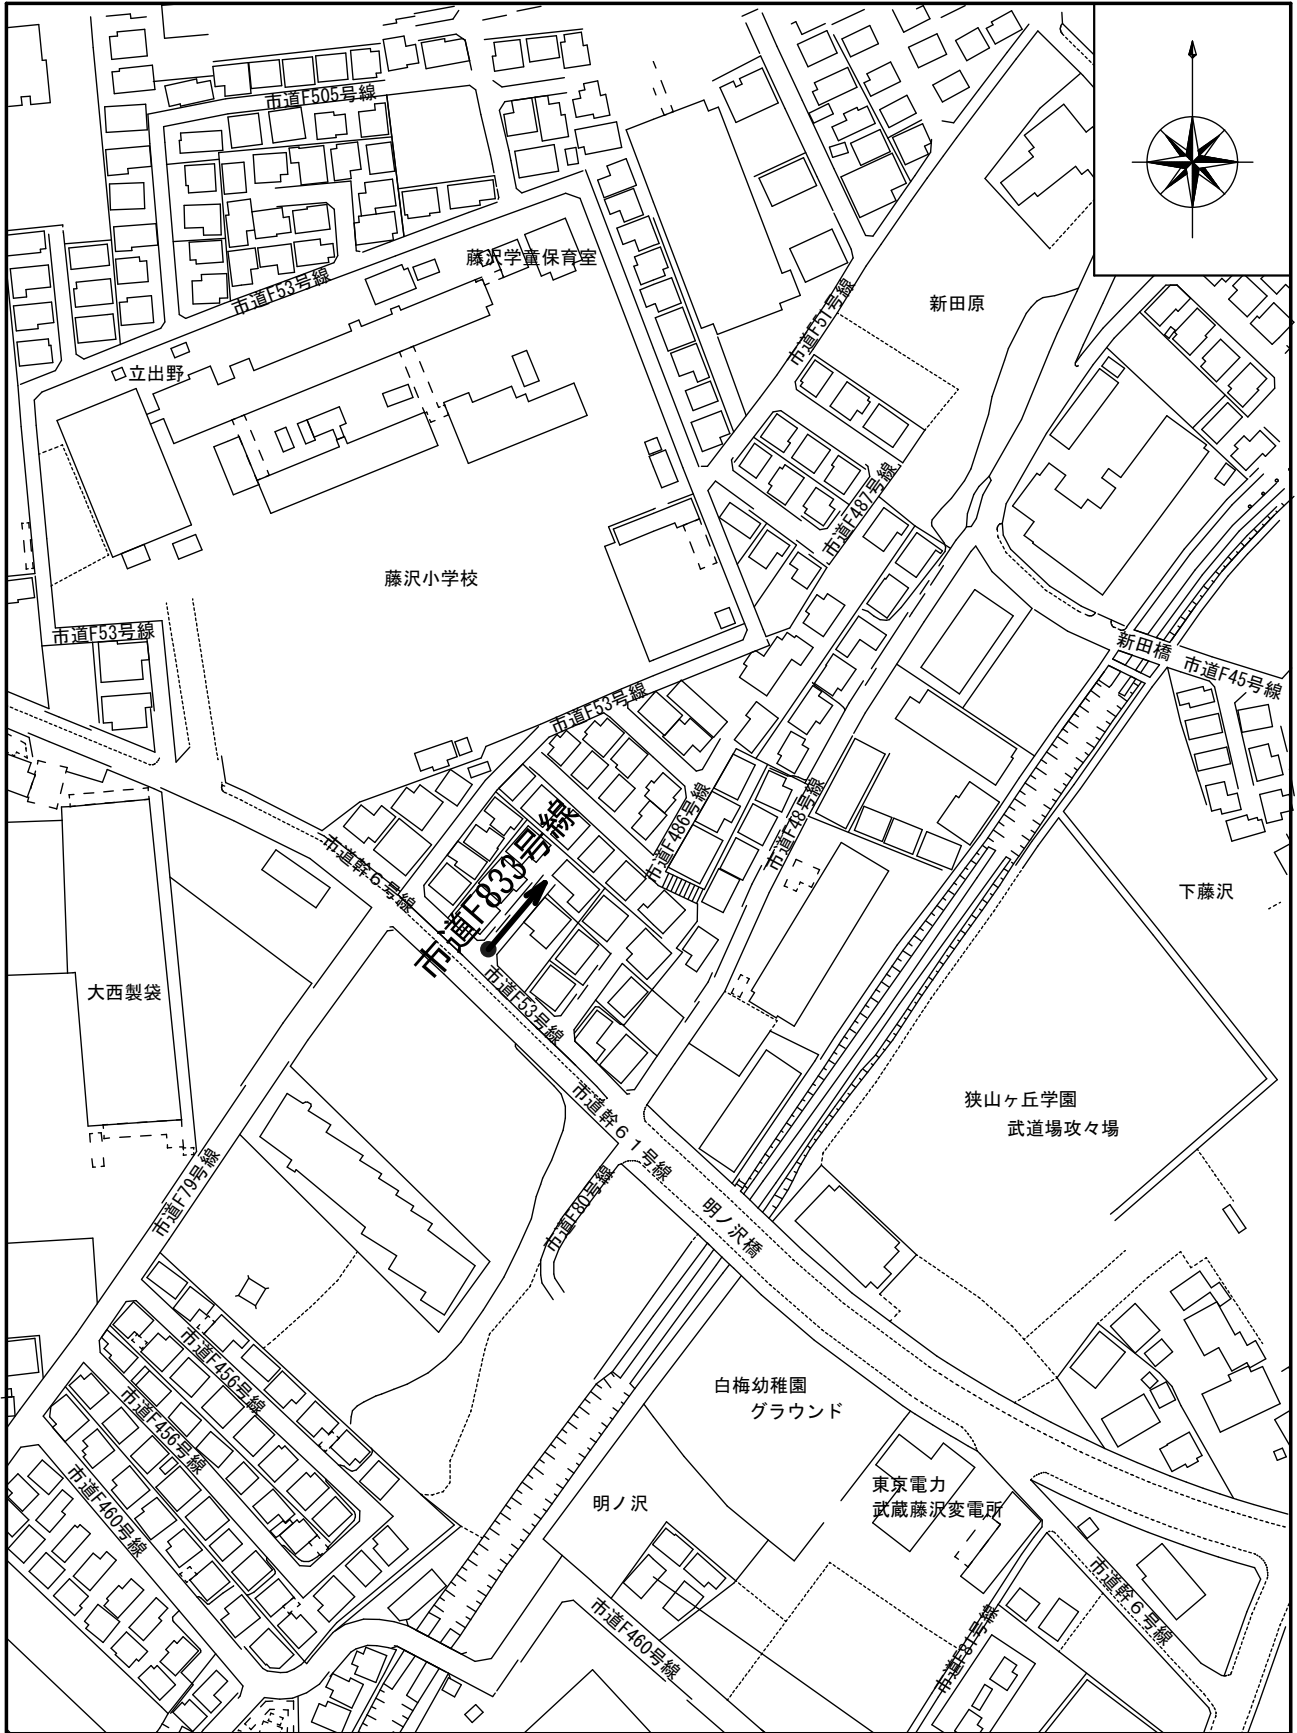 市道F505号線
藤沢学童保育室
市道F53号線
市道F51号線
新田原
立出野
市道F487号線
藤沢小学校
市道F53号線
新田橋
市道F45号線
市道F53号線
市道F486号線
市道F48号線
市道幹６号線
市道F833号線
下藤沢
大西製袋
市道F53号線
狭山ヶ丘学園
武道場攻々場
市道幹６１号線
市道F79号線
市道F80号線
明ノ沢橋
市道F456号線
市道F456号線
白梅幼稚園
グラウンド
市道F460号線
明ノ沢
東京電力
武蔵藤沢変電所
市道幹６号線
市道F460号線
市道F81号線